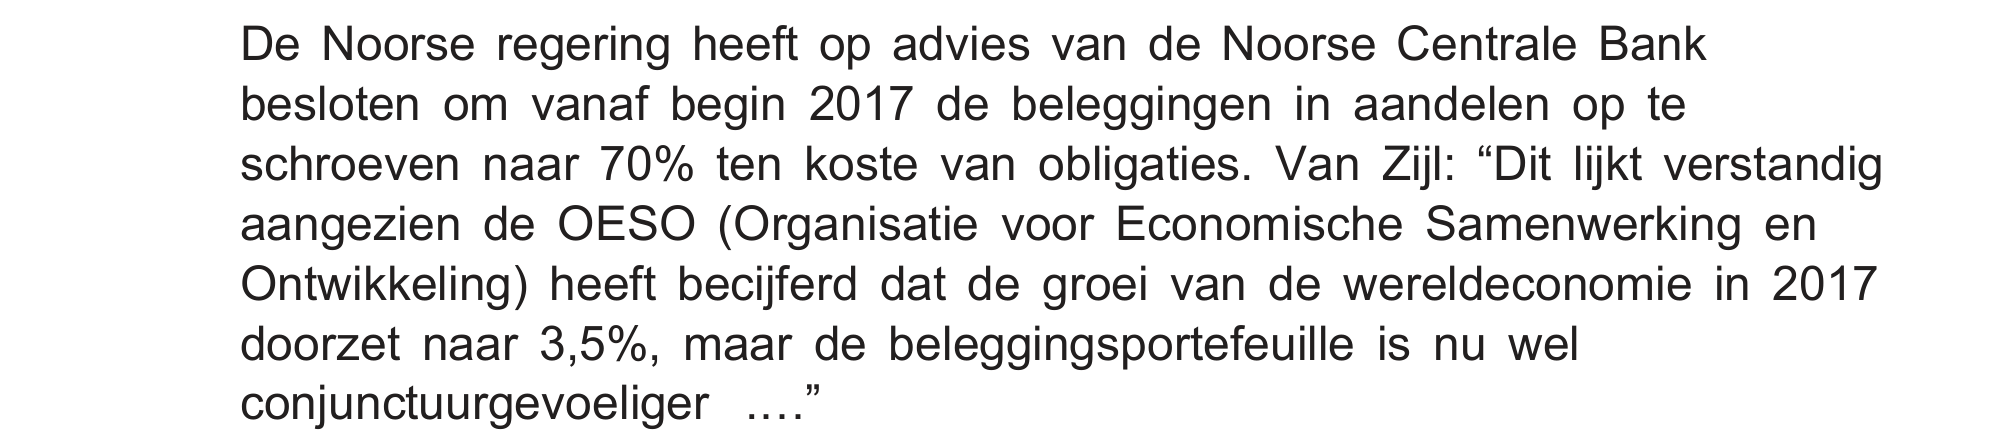 De Noorse regering heeft op advies van de Noorse Centrale Bank
besloten om vanaf begin 2017 de beleggingen in aandelen op te
schroeven naar 70% ten koste van obligaties. Van Zijl: “Dit lijkt verstandig
aangezien de OESO (Organisatie voor Economische Samenwerking en
Ontwikkeling) heeft becijferd dat de groei van de wereldeconomie in 2017
doorzet naar 3,5%, maar de beleggingsportefeuille is nu wel
conjunctuurgevoeliger ….”